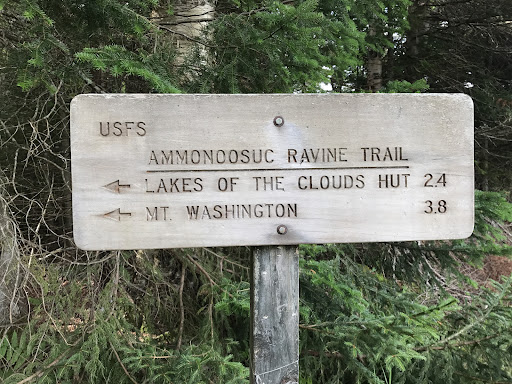 USFS
AMMONOOSUC RAVINE TRAIL
← LAKES OF THE CLOUDS HUT 2.4
← MT. WASHINGTON 3.8